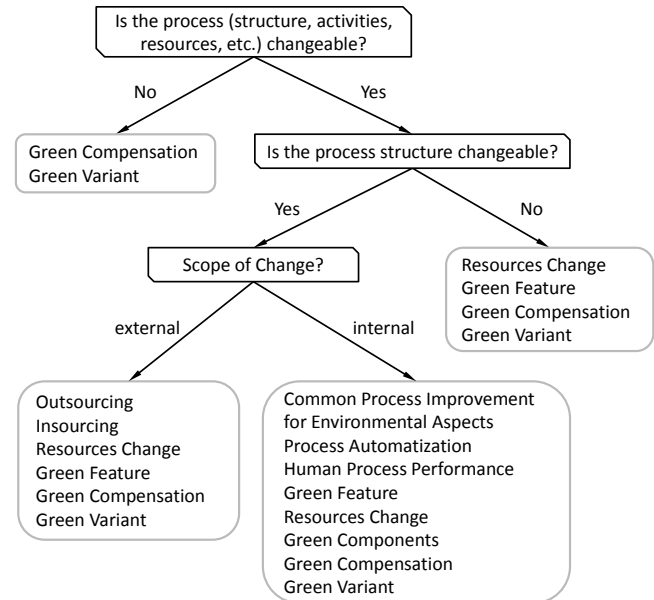 Is the process (structure, activities,
resources, etc.) changeable?
No
Yes
Green Compensation
Green Variant
Is the process structure changeable?
Yes
No
Scope of Change?
Resources Change
Green Feature
Green Compensation
Green Variant
external
internal
Outsourcing
Insourcing
Resources Change
Green Feature
Green Compensation
Green Variant
Common Process Improvement
for Environmental Aspects
Process Automatization
Human Process Performance
Green Feature
Resources Change
Green Components
Green Compensation
Green Variant